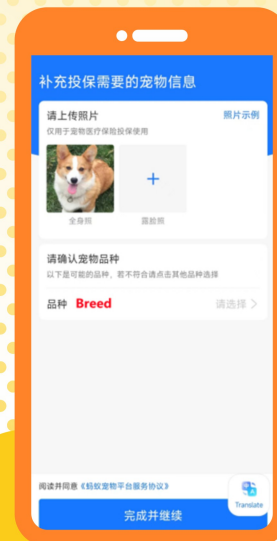 补充投保需要的宠物信息
请上传照片 照片示例
仅用于宠物医疗保险投保使用
全身照 露脸照
请确认宠物品种
以下是可能的品种，若不符合请点击其他品种选择
品种 Breed 请选择
阅读并同意《蚂蚁宠物平台服务协议》
Translate
完成并继续